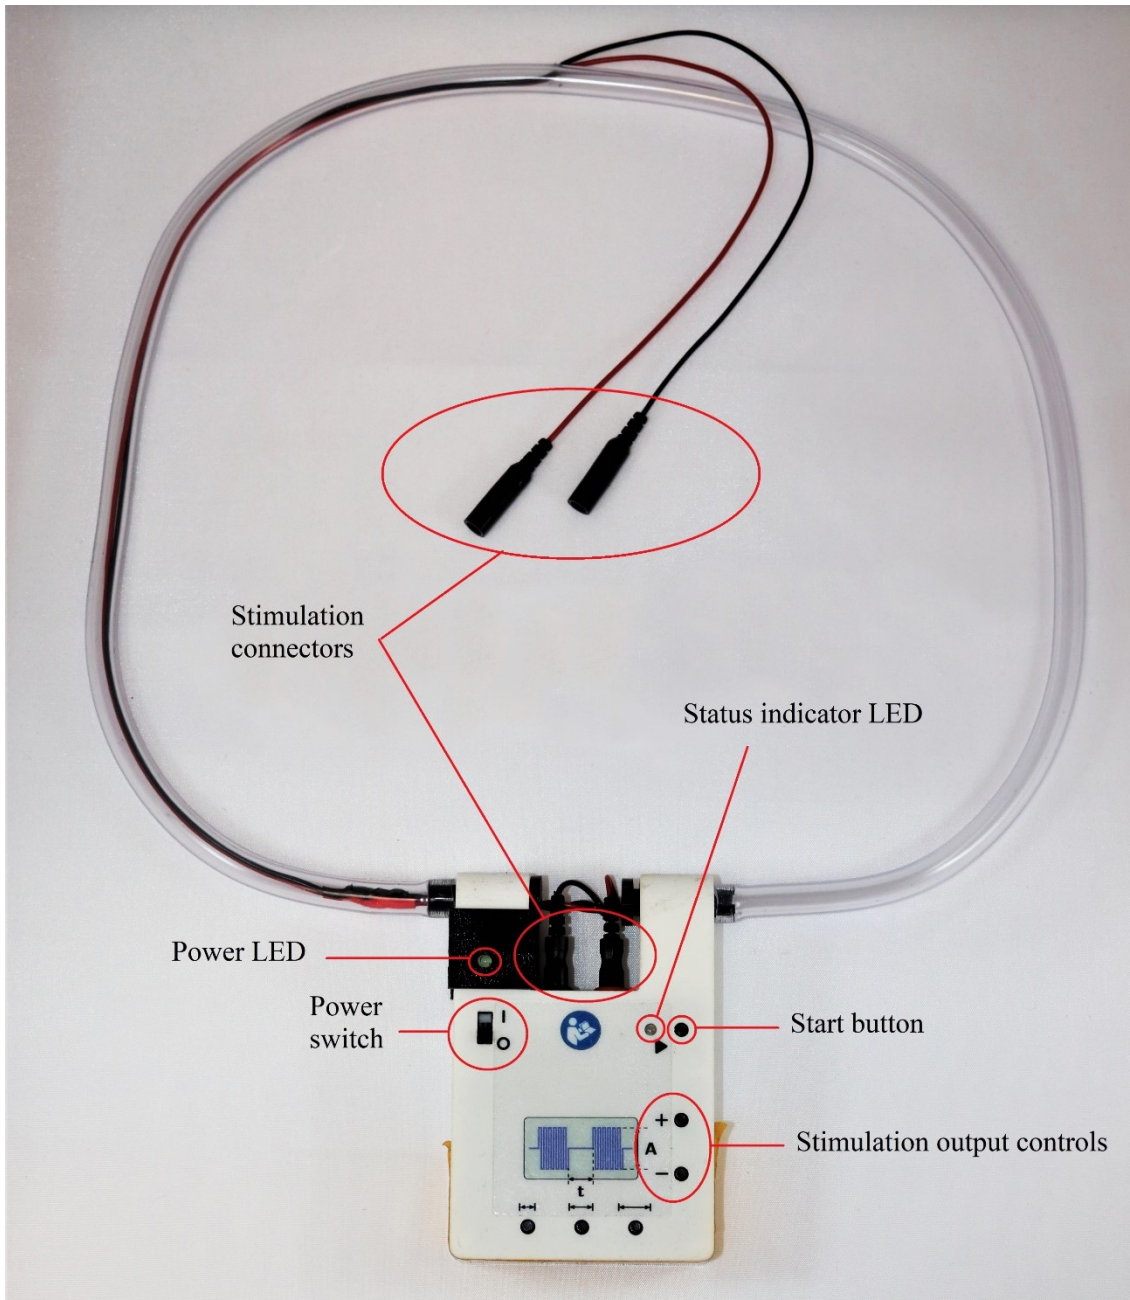 Stimulation
connectors
Status indicator LED
Power LED
Power
switch
I
O
Start button
+
A
−
Stimulation output controls
t